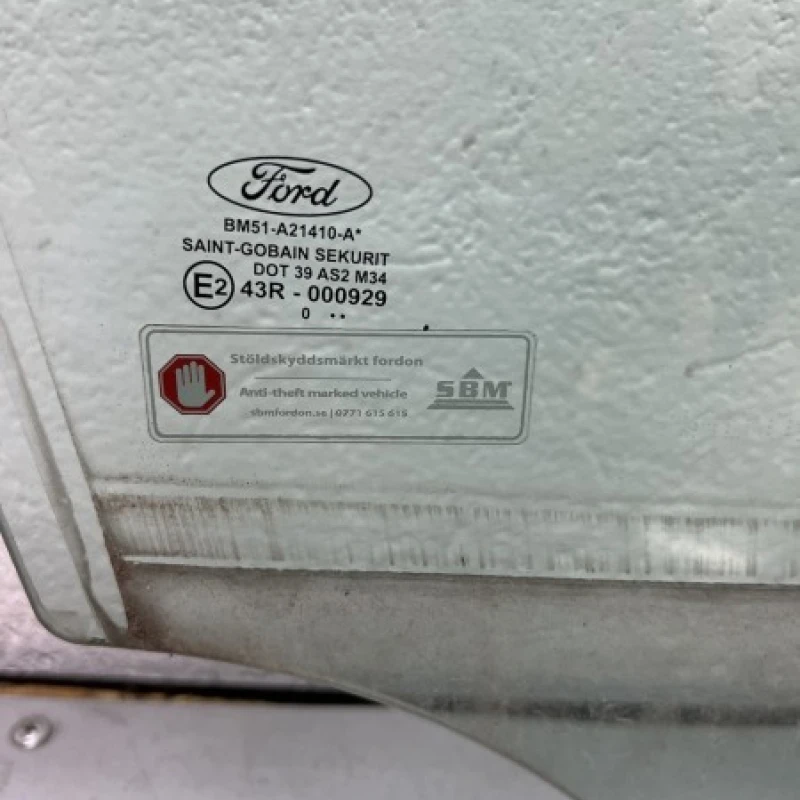 Ford
BM51-A21410-A*
SAINT-GOBAIN SEKURIT
DOT 39 AS2 M34
E2 43R - 000929
0 ..
Stöldskyddsmärkt fordon
Anti-theft marked vehicle
sbmfordon.se | 0771 615 615
SBM